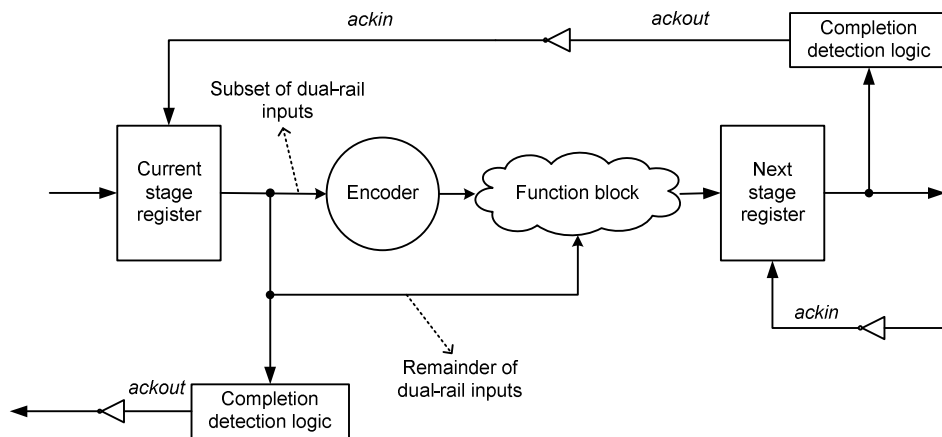 ackin
ackout
Completion
detection logic
Subset of dual-rail
inputs
Current
stage
register
Encoder
Function block
Next
stage
register
ackin
Remainder of
dual-rail inputs
ackout
Completion
detection logic